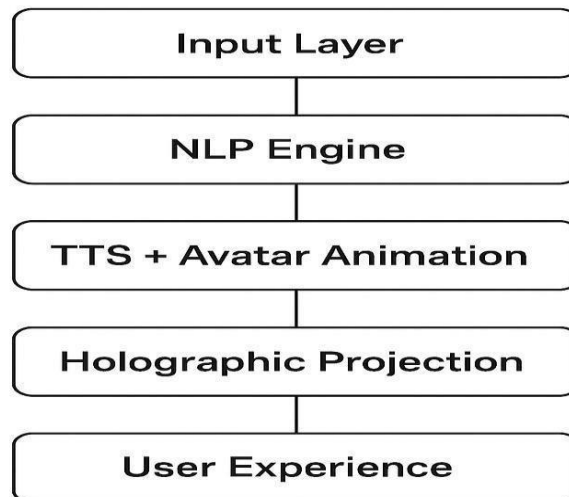 Input Layer
NLP Engine
TTS + Avatar Animation
Holographic Projection
User Experience